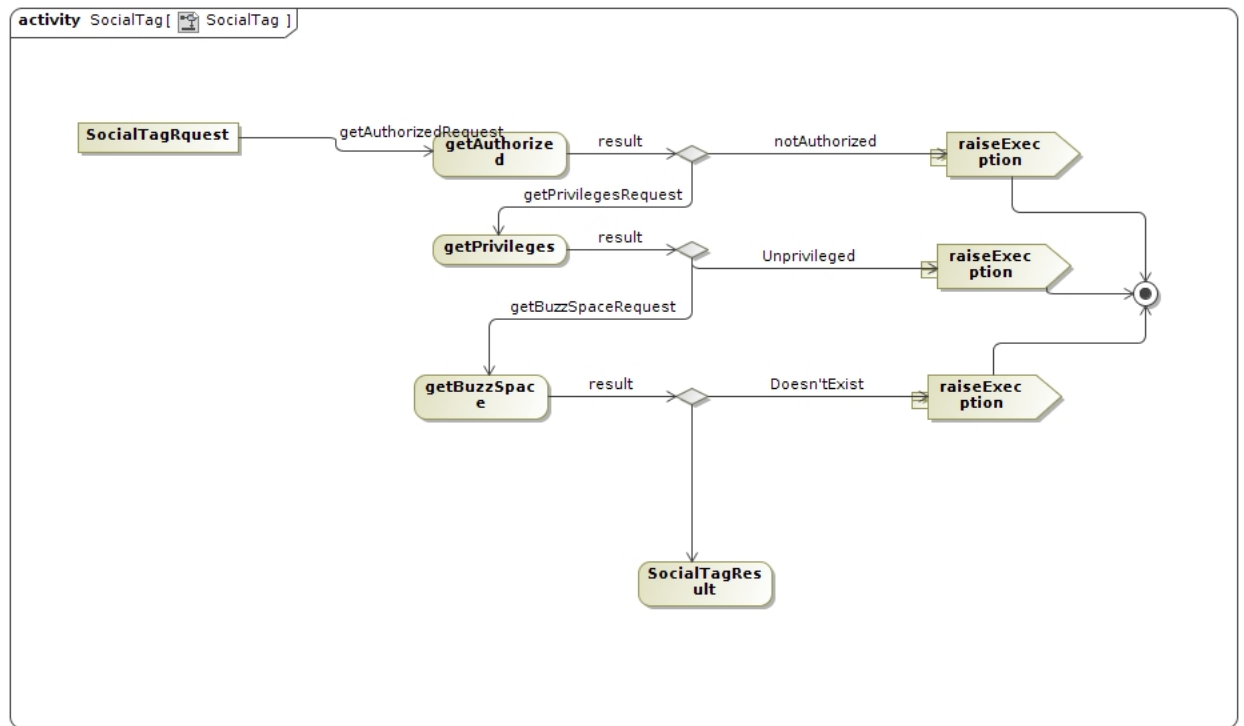 activity SocialTag[ SocialTag ]
SocialTagRquest
getAuthorizedRequest
getAuthorize
d
result
notAuthorized
raiseExec
ption
getPrivilegesRequest
getPrivileges
result
Unprivileged
raiseExec
ption
getBuzzSpaceRequest
getBuzzSpac
e
result
Doesn'tExist
raiseExec
ption
SocialTagRes
ult